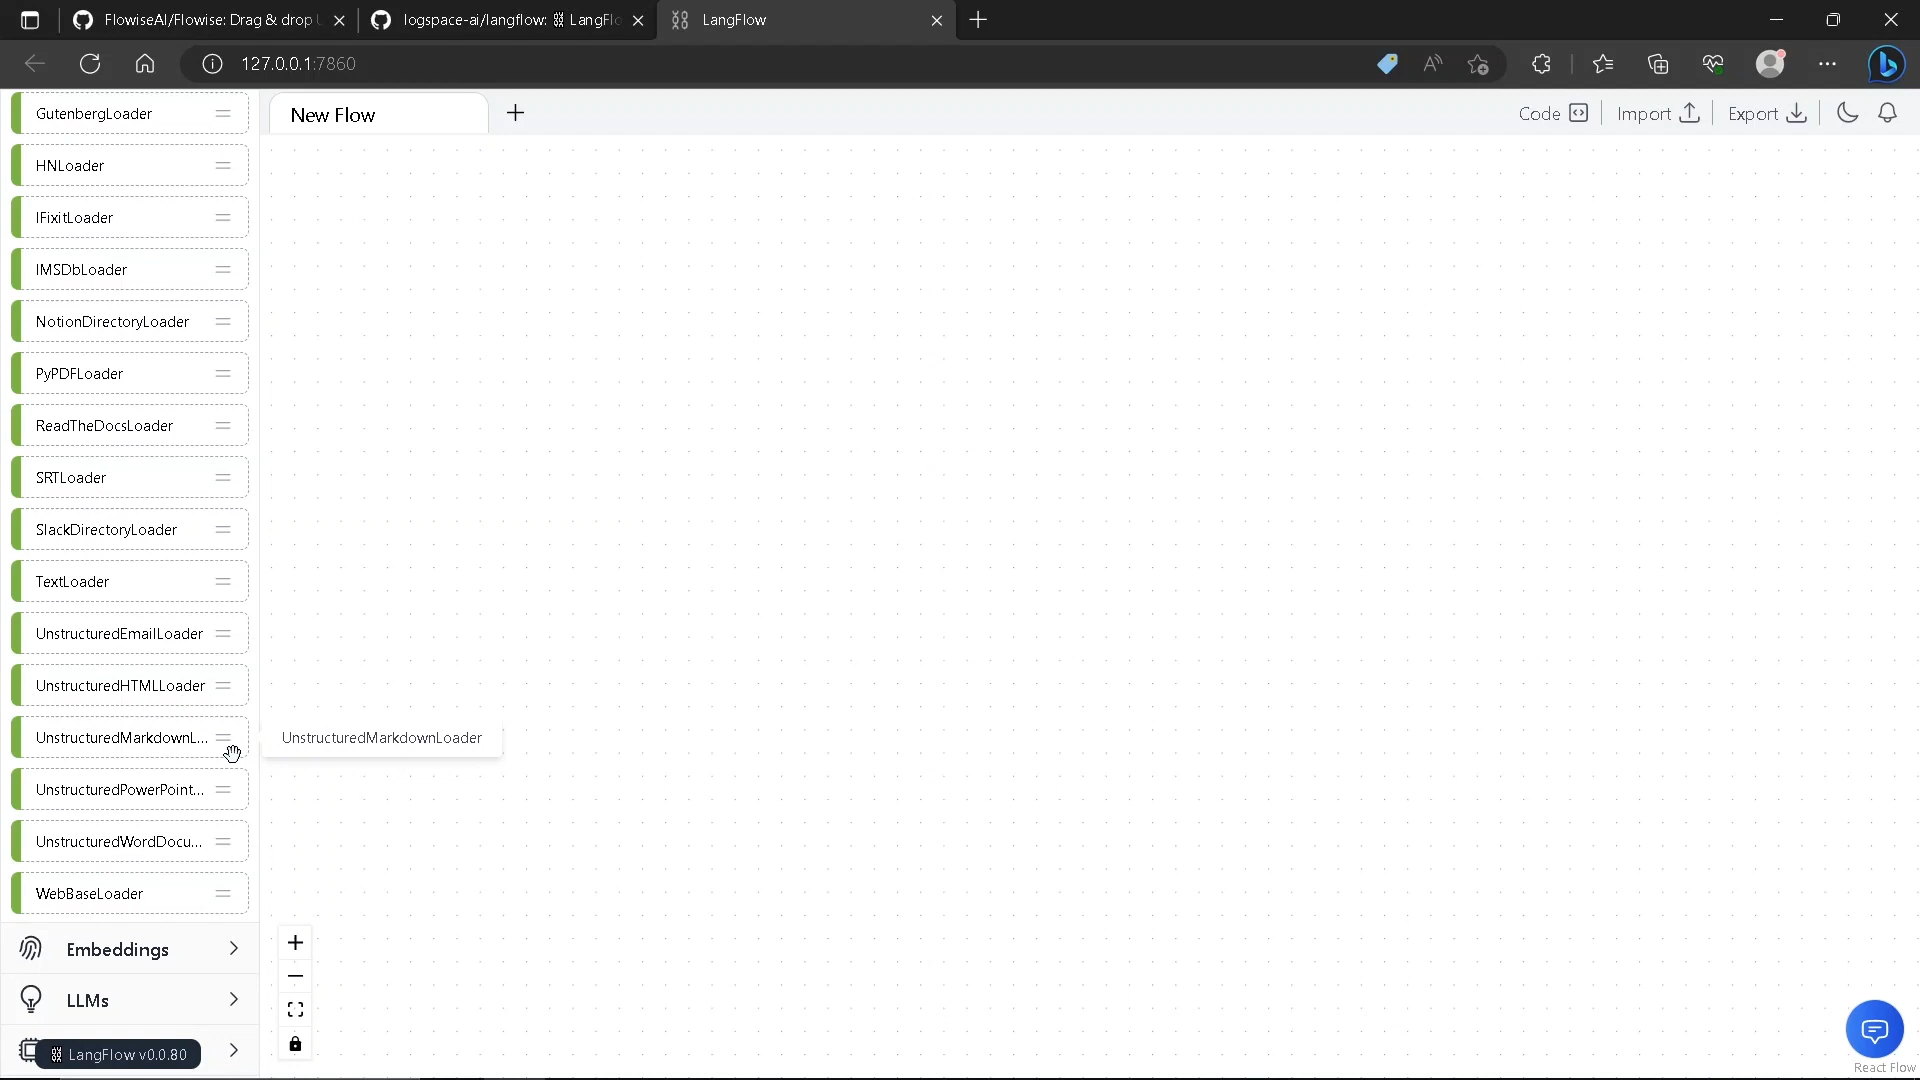 FlowiseAI/Flowise: Drag & drop
logspace-ai/langflow: ⛓️ LangFlo
LangFlow
127.0.0.1:7860
New Flow
Code
Import
Export
GutenbergLoader
HNLoader
IFixitLoader
IMSDbLoader
NotionDirectoryLoader
PyPDFLoader
ReadTheDocsLoader
SRTLoader
SlackDirectoryLoader
TextLoader
UnstructuredEmailLoader
UnstructuredHTMLLoader
UnstructuredMarkdownL...
UnstructuredMarkdownLoader
UnstructuredPowerPoint...
UnstructuredWordDocu...
WebBaseLoader
Embeddings
LLMs
⛓️ LangFlow v0.0.80
React Flow